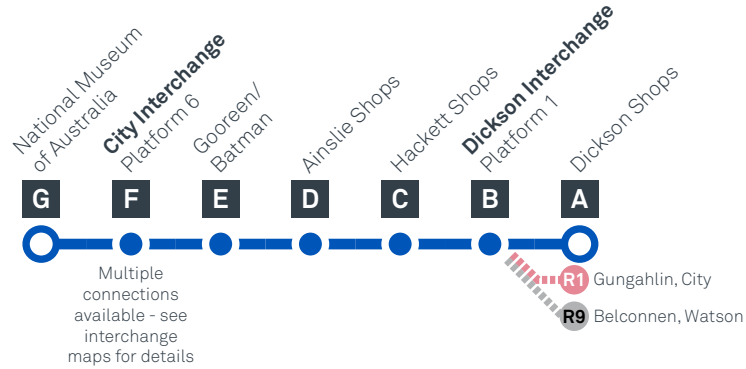 National Museum
of Australia
City Interchange
Platform 6
Gooreen/
Batman
Ainslie Shops
Hackett Shops
Dickson Interchange
Platform 1
Dickson Shops
G
F
E
D
C
B
A
Multiple
connections
available - see
interchange
maps for details
R1 Gungahlin, City
R9 Belconnen, Watson